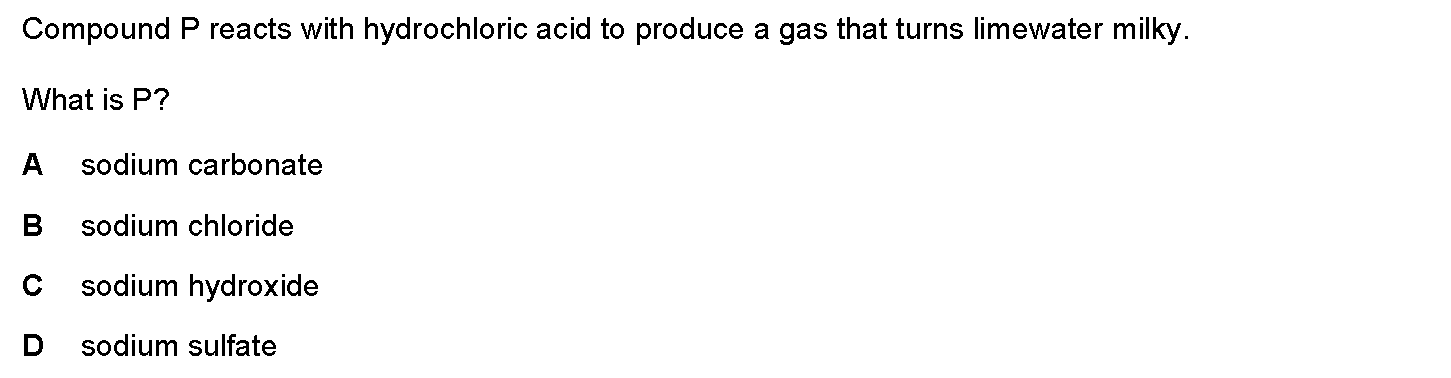 Compound P reacts with hydrochloric acid to produce a gas that turns limewater milky.
What is P?
A sodium carbonate
B sodium chloride
C sodium hydroxide
D sodium sulfate